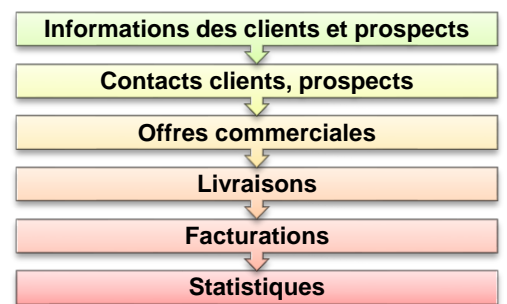 Informations des clients et prospects
Contacts clients, prospects
Offres commerciales
Livraisons
Facturations
Statistiques